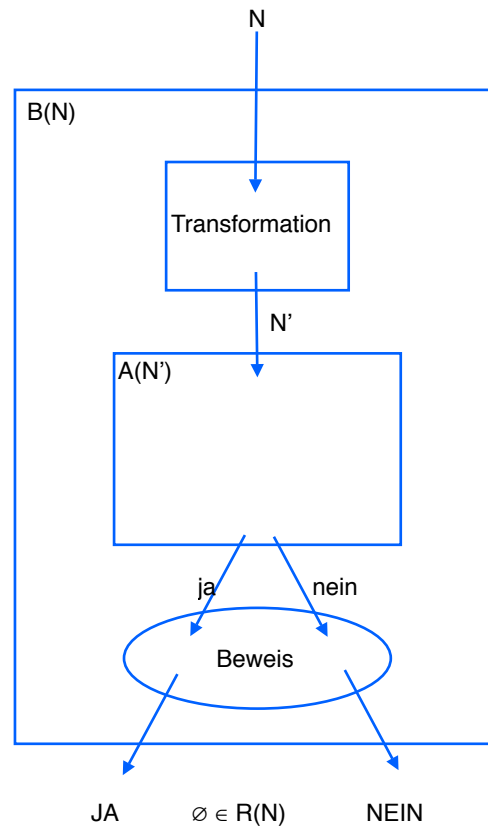 N
B(N)
Transformation
N’
A(N’)
ja nein
Beweis
JA ∅ ∈ R(N) NEIN